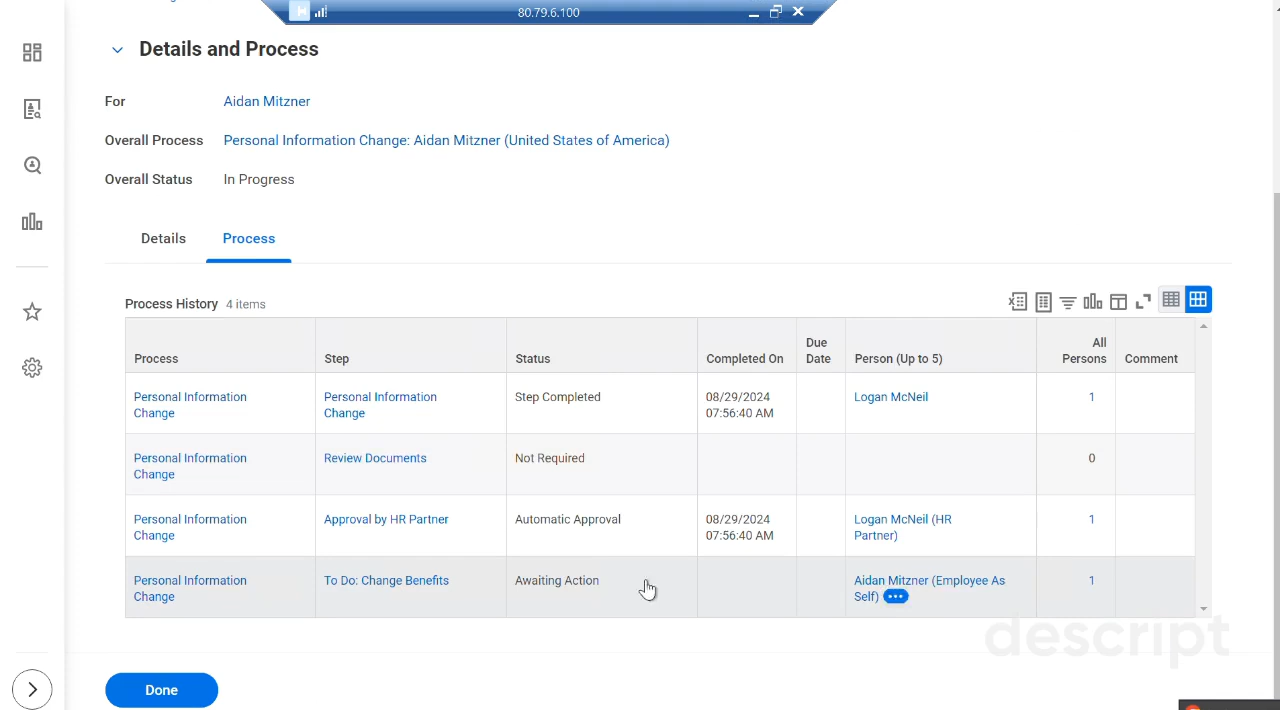 80.79.6.100
Details and Process
For Aidan Mitzner
Overall Process Personal Information Change: Aidan Mitzner (United States of America)
Overall Status In Progress
Details Process
Process History 4 items
Process Step Status Completed On Due Date Person (Up to 5) All Persons Comment
Personal Information Change Personal Information Change Step Completed 08/29/2024 07:56:40 AM Logan McNeil 1
Personal Information Change Review Documents Not Required 0
Personal Information Change Approval by HR Partner Automatic Approval 08/29/2024 07:56:40 AM Logan McNeil (HR Partner) 1
Personal Information Change To Do: Change Benefits Awaiting Action Aidan Mitzner (Employee As Self) 1
descript
Done